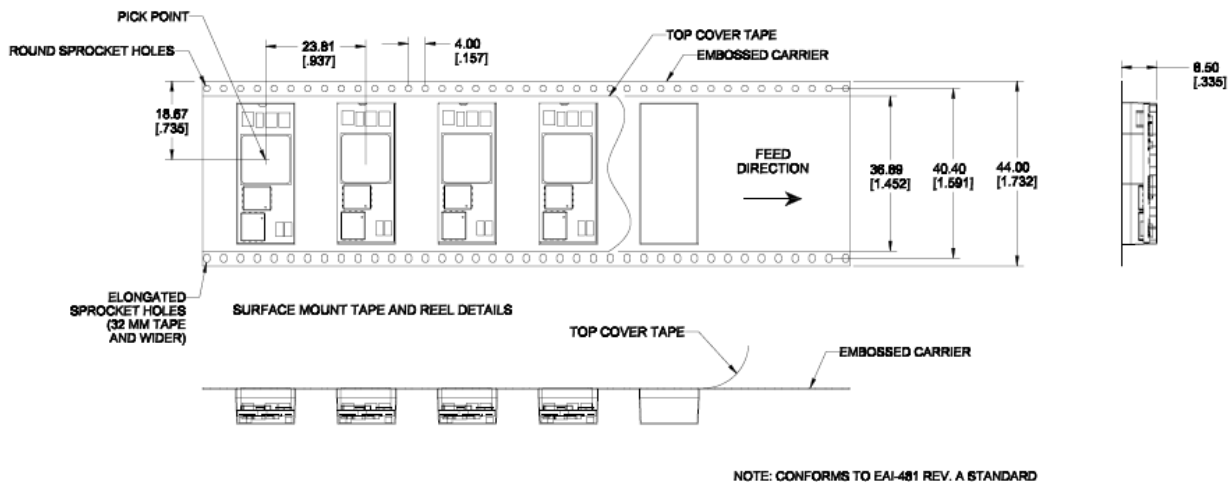 PICK POINT
ROUND SPROCKET HOLES
23.81
[.937]
4.00
[.157]
TOP COVER TAPE
EMBOSSED CARRIER
8.50
[.335]
18.67
[.735]
FEED
DIRECTION
36.89
[1.452]
40.40
[1.591]
44.00
[1.732]
ELONGATED
SPROCKET HOLES
(32 MM TAPE
AND WIDER)
SURFACE MOUNT TAPE AND REEL DETAILS
TOP COVER TAPE
EMBOSSED CARRIER
NOTE: CONFORMS TO EAI-481 REV. A STANDARD